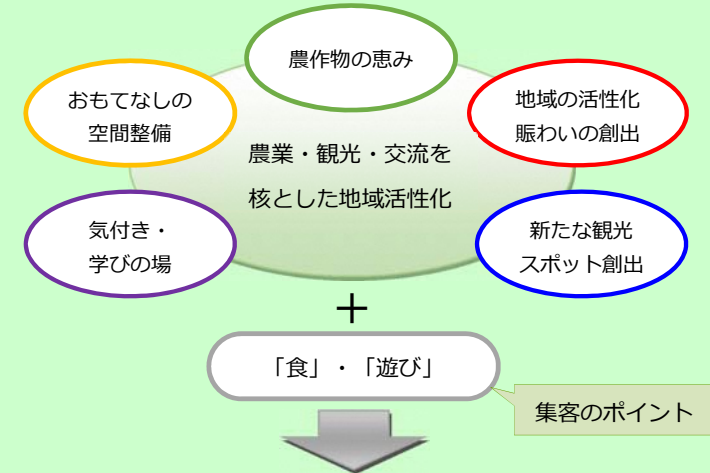 農作物の恵み
おもてなしの
空間整備
地域の活性化
賑わいの創出
農業・観光・交流を
核とした地域活性化
気付き・
学びの場
新たな観光
スポット創出
＋
「食」・「遊び」
集客のポイント